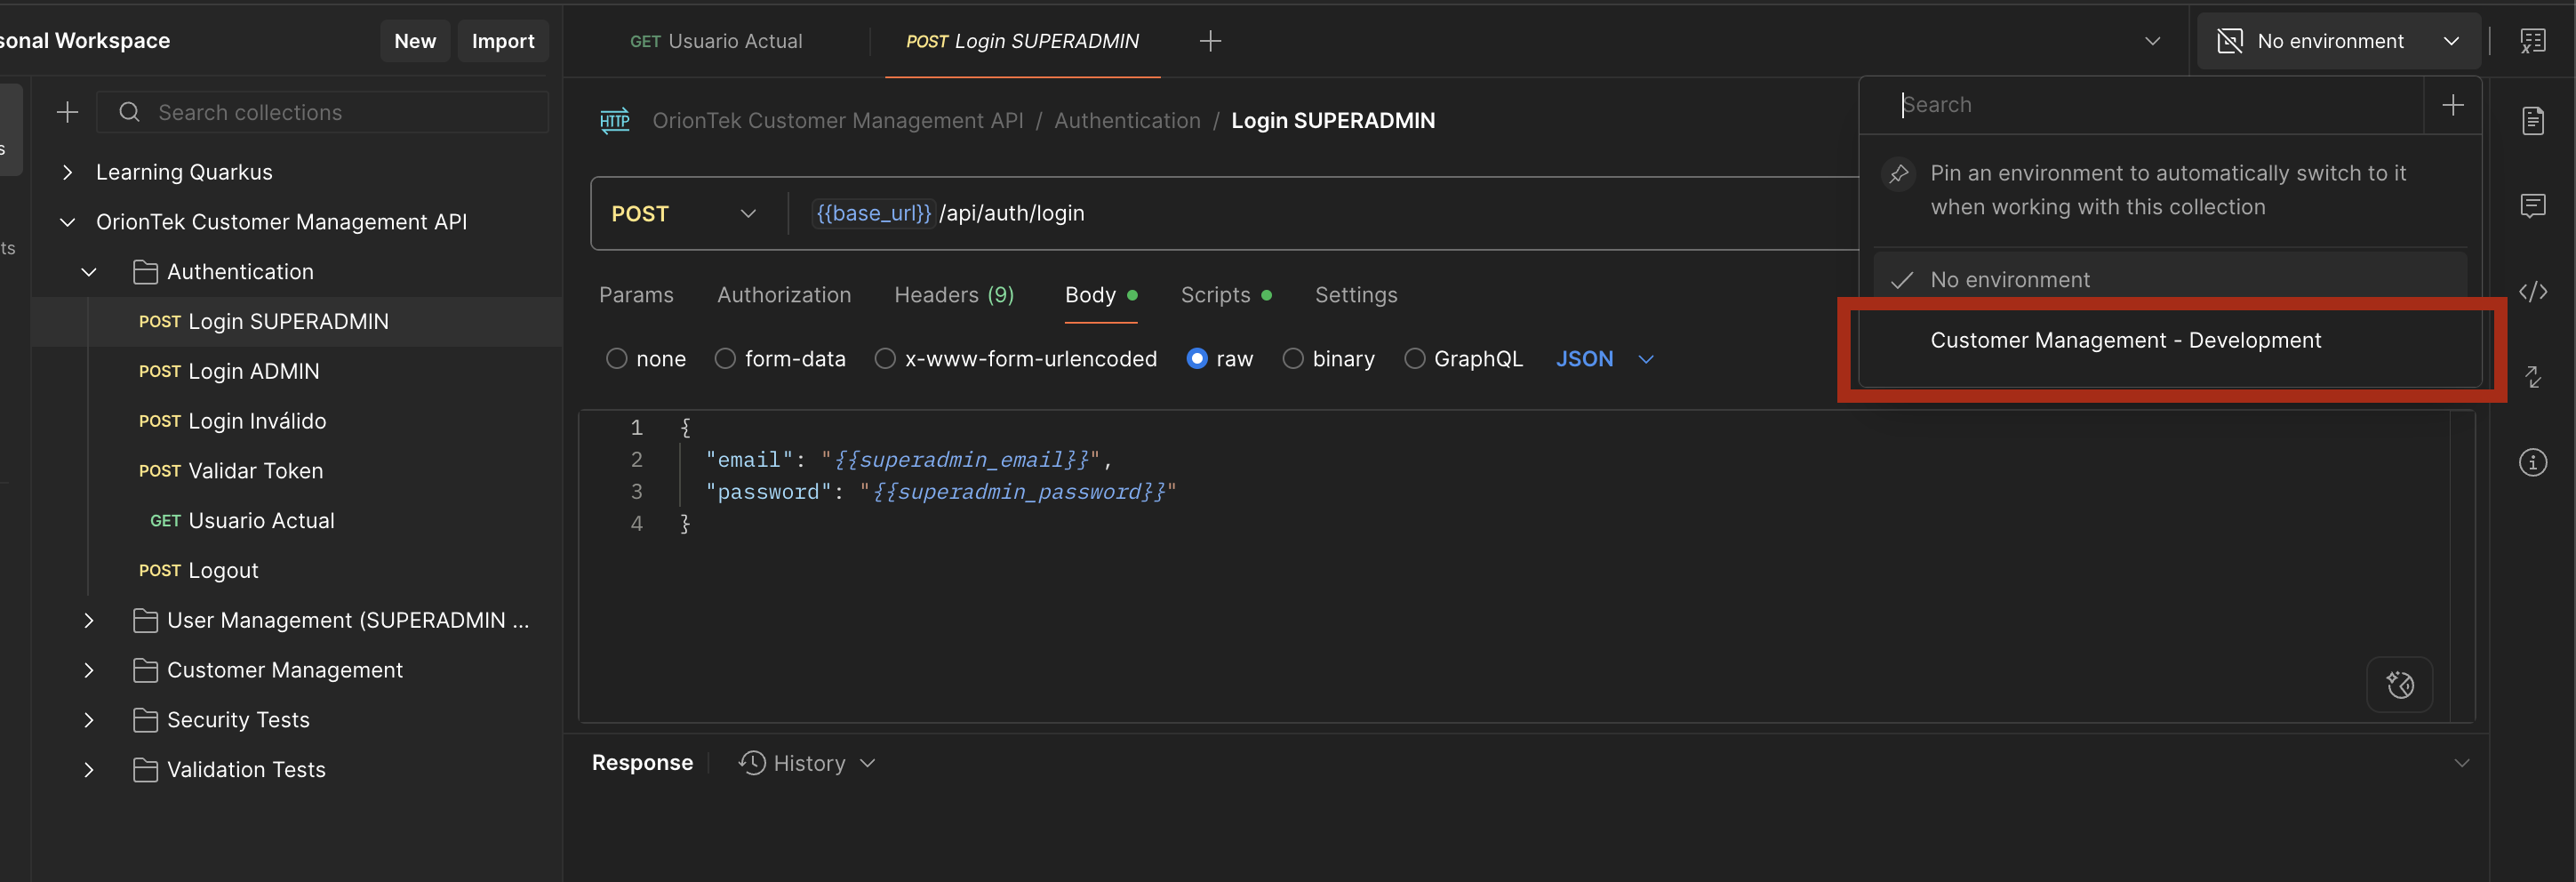 sonal Workspace
New
Import
GET Usuario Actual
POST Login SUPERADMIN
No environment
Search collections
s
ts
Learning Quarkus
OrionTek Customer Management API
Authentication
POST Login SUPERADMIN
POST Login ADMIN
POST Login Inválido
POST Validar Token
GET Usuario Actual
POST Logout
User Management (SUPERADMIN ...
Customer Management
Security Tests
Validation Tests
HTTP OrionTek Customer Management API / Authentication / Login SUPERADMIN
POST {{base_url}}/api/auth/login
Params Authorization Headers (9) Body Scripts Settings
none form-data x-www-form-urlencoded raw binary GraphQL JSON
1 {
2 "email": "{{superadmin_email}}",
3 "password": "{{superadmin_password}}"
4 }
Response History
Search
Pin an environment to automatically switch to it
when working with this collection
No environment
Customer Management - Development